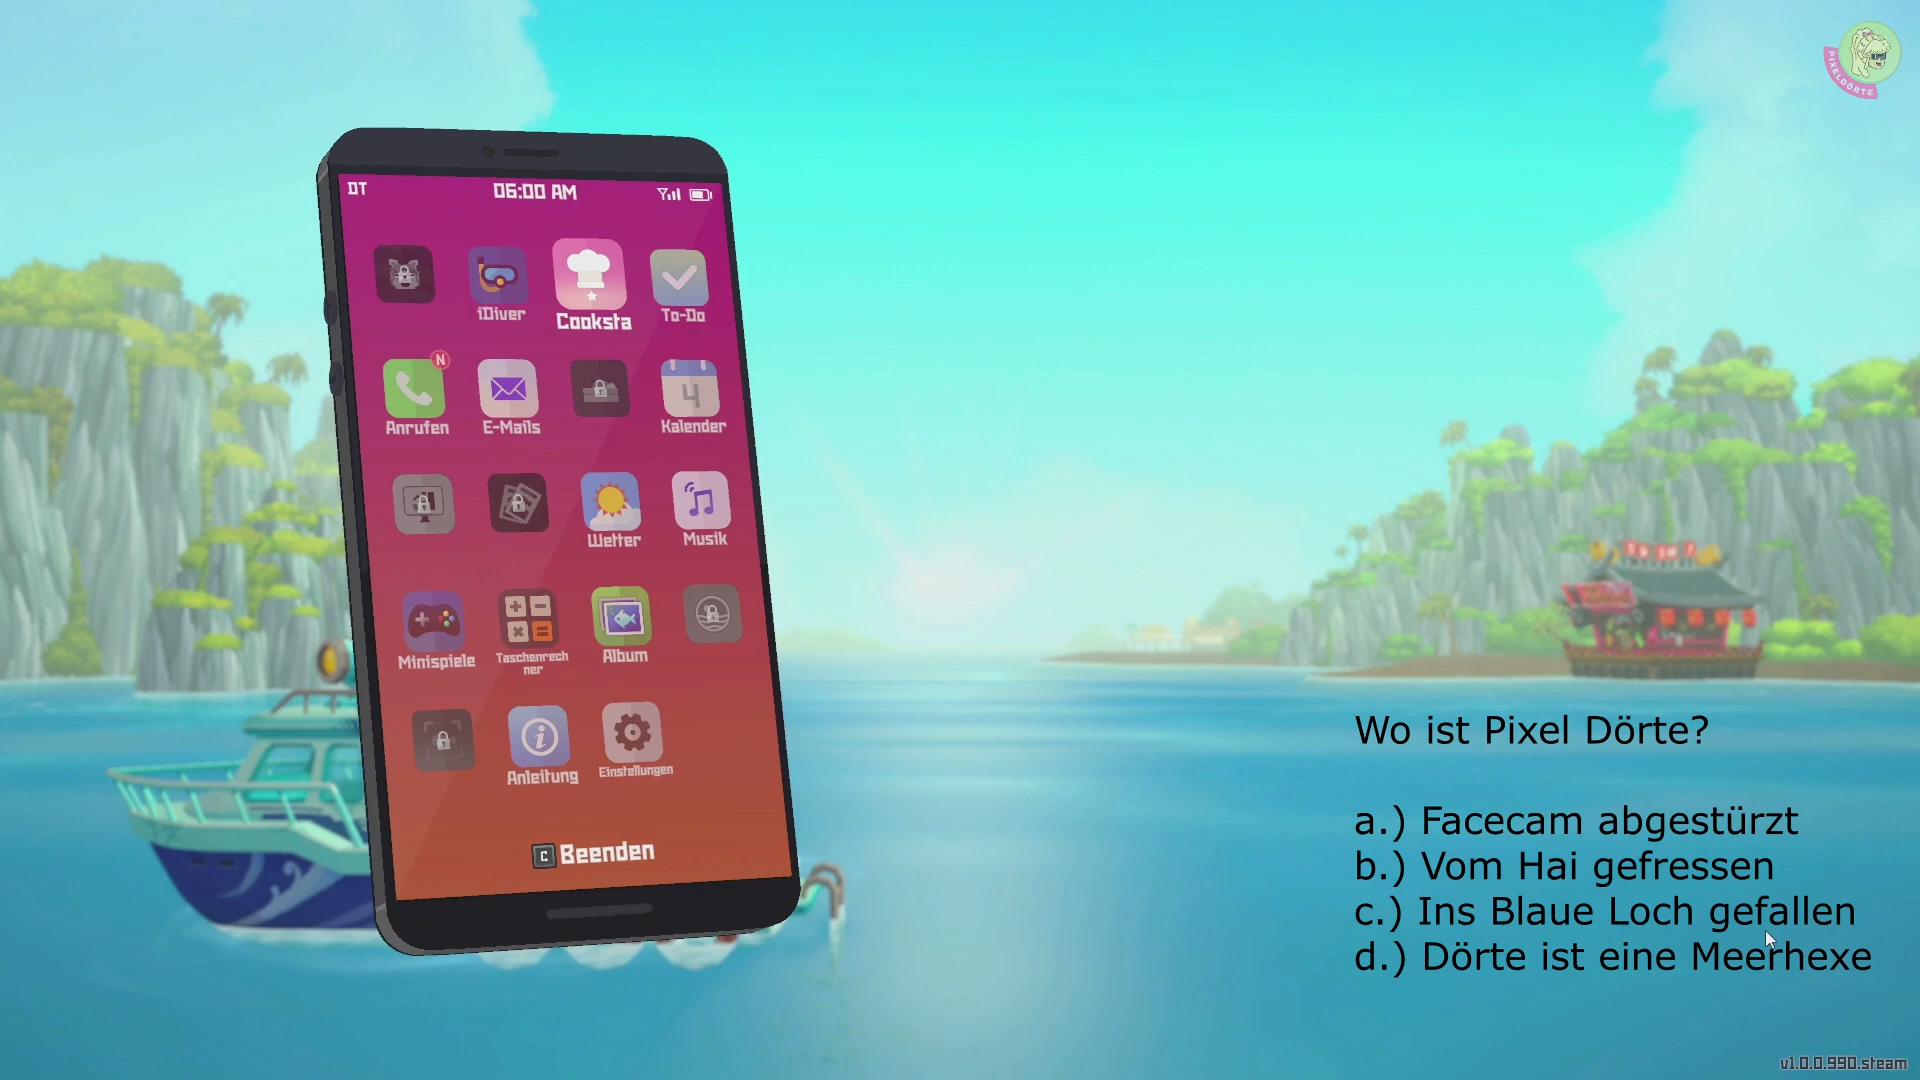 PIXELDÖRTE
DT
06:00 AM
iDiver
Cooksta
To-Do
N
Anrufen
E-Mails
4
Kalender
Wetter
Musik
Minispiele
Taschenrech
ner
Album
Anleitung
Einstellungen
C Beenden
Wo ist Pixel Dörte?
a.) Facecam abgestürzt
b.) Vom Hai gefressen
c.) Ins Blaue Loch gefallen
d.) Dörte ist eine Meerhexe
v1.0.0.990.steam